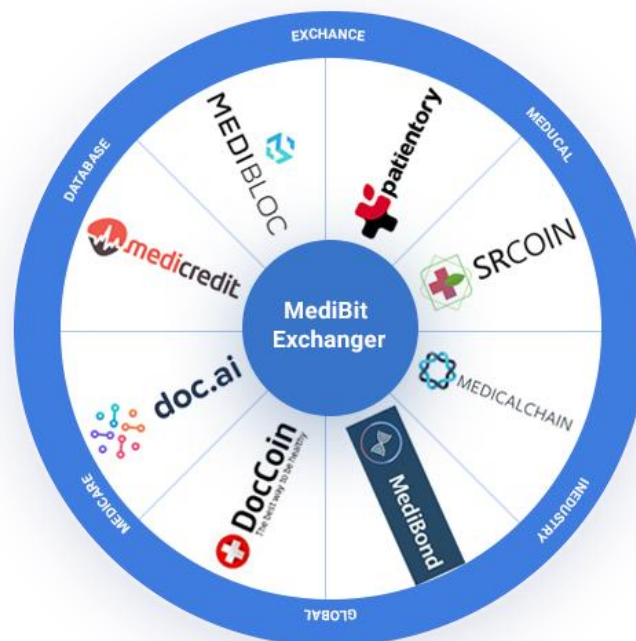 EXCHANCE
MEDUCAL
INEDUSTRY
GLOBAL
MEDICARE
DATABASE
MediBit
Exchanger
patientory
SRCOIN
MEDICALCHAIN
MediBond
DocCoin
The best way to be healthy
doc.ai
medicredit
MEDIBLOC